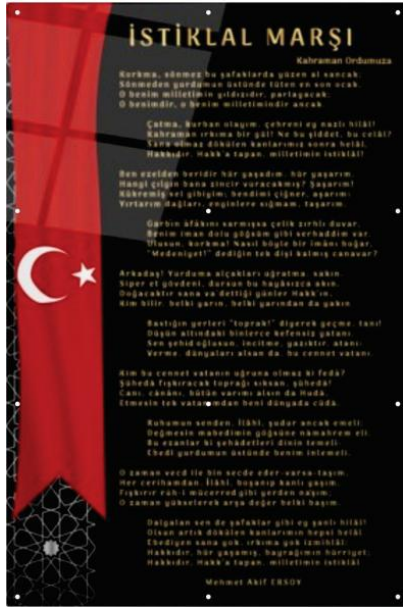 İSTİKLAL MARŞI
Kahraman Ordumuza
Korkma, sönmez bu şafaklarda yüzen al sancak;
Sönmeden yurdumun üstünde tüten en son ocak.
O benim milletimin yıldızıdır, parlayacak;
O benimdir, o benim milletimindir ancak.
Çatma, kurban olayım, çehreni ey nazlı hilâl!
Kahraman ırkıma bir gül! Ne bu şiddet, bu celâl?
Sana olmaz dökülen kanlarımız sonra helâl,
Hakkıdır, Hakk'a tapan, milletimin istiklâl!
Ben ezelden beridir hür yaşadım, hür yaşarım.
Hangi çılgın bana zincir vuracakmış? Şaşarım!
Kükremiş sel gibiyim; bendimi çiğner, aşarım;
Yırtarım dağları, enginlere sığmam, taşarım.
Garbın âfâkını sarmışsa çelik zırhlı duvar,
Benim iman dolu göğsüm gibi serhaddim var.
Ulusun, korkma! Nasıl böyle bir imânı boğar,
"Medeniyet!" dediğin tek dişi kalmış canavar?
Arkadaş! Yurduma alçakları uğratma, sakın.
Siper et gövdeni, dursun bu hayâsızca akın.
Doğacaktır sana va dettiği günler Hakk'ın,
Kim bilir, belki yarın, belki yarından da yakın
Bastığın yerleri "toprak!" diyerek geçme, tanı!
Düşün altındaki binlerce kefensiz yatanı.
Sen şehid oğlusun, incitme, yazıktır, atanı:
Verme, dünyaları alsan da, bu cennet vatanı.
Kim bu cennet vatanın uğruna olmaz ki fedâ?
Şühedâ fışkıracak toprağı sıksan, şühedâ!
Canı, cânânı, bütün varımı alsın da Hudâ,
Etmesin tek vatanımdan beni dünyada cüdâ.
Ruhumun senden, İlâhî, şudur ancak emeli:
Değmesin mabedimin göğsüne nâmahrem eli.
Bu ezanlar ki şehâdetleri dinin temeli
Ebedî yurdumun üstünde benim inlemeli.
O zaman vecd ile bin secde eder -varsa- taşım,
Her cerihamdan, İlâhî, boşanıp kanlı yaşım,
Fışkırır rûh-ı mücerred gibi yerden naşım;
O zaman yükselerek arşa değer belki başım.
Dalgalan sen de şafaklar gibi ey şanlı hilâl!
Olsun artık dökülen kanlarımın hepsi helâl.
Ebediyen sana yok, ırkıma yok izmihlâl:
Hakkıdır, hür yaşamış, bayrağımın hürriyet;
Hakkıdır, Hakk'a tapan, milletimin istiklâl
Mehmet Akif ERSOY